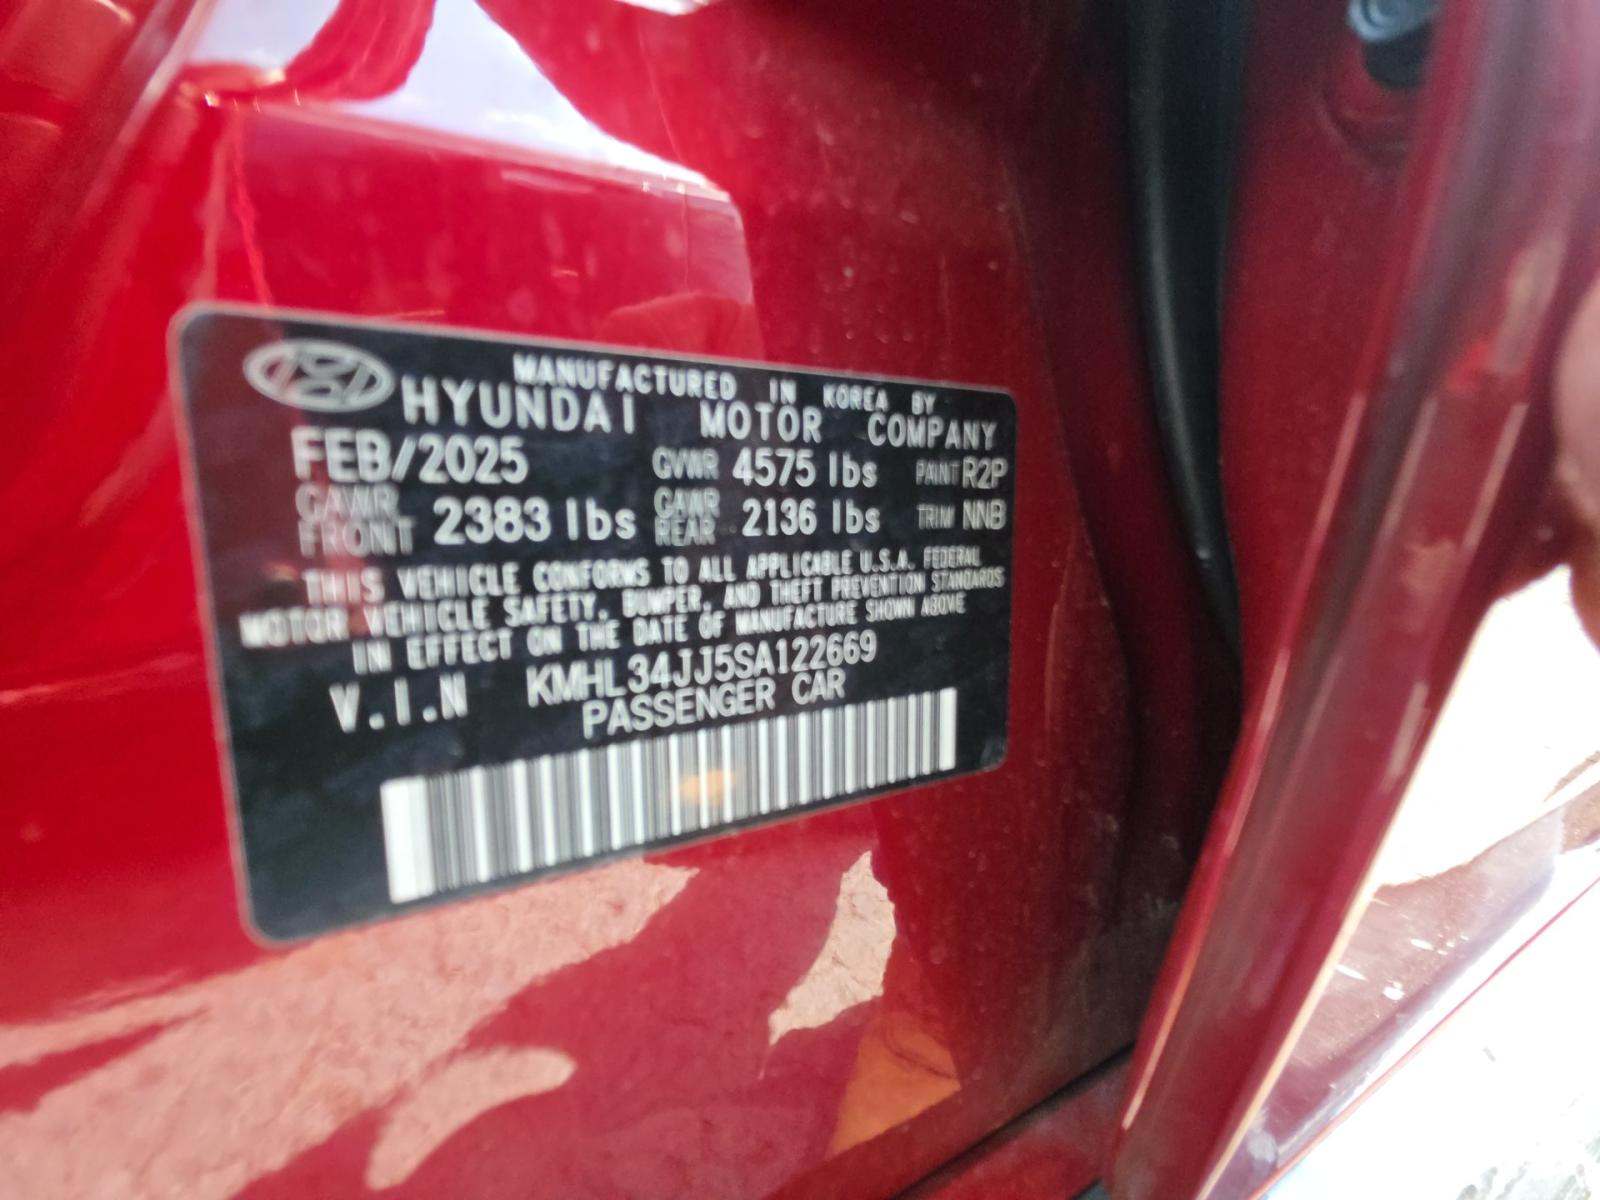 MANUFACTURED IN KOREA BY
HYUNDAI MOTOR COMPANY
FEB/2025 GVWR 4575 lbs PAINT R2P
GAWR FRONT 2383 lbs GAWR REAR 2136 lbs TRIM NNB
THIS VEHICLE CONFORMS TO ALL APPLICABLE U.S.A. FEDERAL
MOTOR VEHICLE SAFETY, BUMPER, AND THEFT PREVENTION STANDARDS
IN EFFECT ON THE DATE OF MANUFACTURE SHOWN ABOVE
V.I.N KMHL34JJ5SA122669
PASSENGER CAR